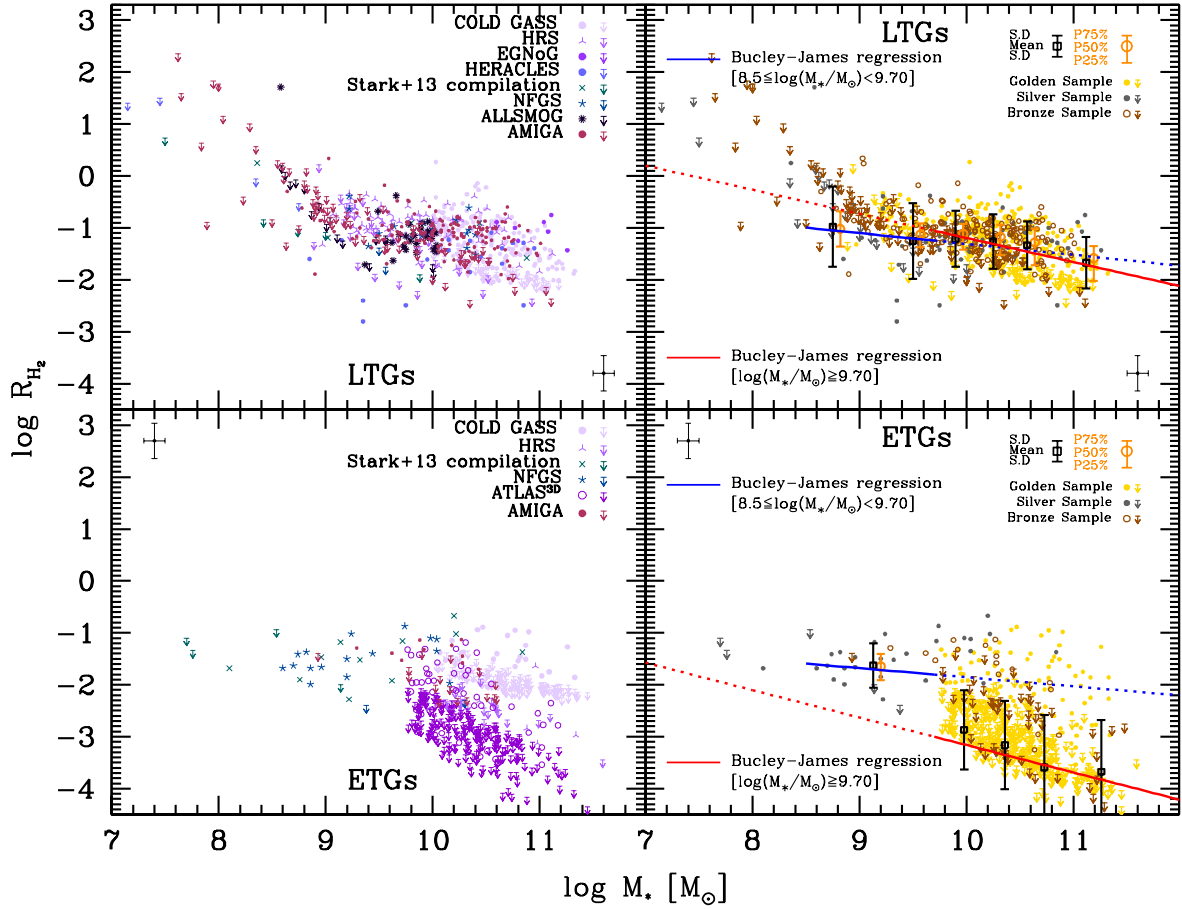 COLD GASS
HRS
EGNoG
HERACLES
Stark+13 compilation
NFGS
ALLSMOG
AMIGA
LTGs
LTGs
Bucley-James regression
[8.5≤log(M*/M⊙)<9.70]
S.D
Mean
S.D
P75%
P50%
P25%
Golden Sample
Silver Sample
Bronze Sample
Bucley-James regression
[log(M*/M⊙)≧9.70]
3
2
1
0
−1
−2
−3
−4
log R_H₂
COLD GASS
HRS
Stark+13 compilation
NFGS
ATLAS³ᴰ
AMIGA
ETGs
ETGs
Bucley-James regression
[8.5≤log(M*/M⊙)<9.70]
S.D
Mean
S.D
P75%
P50%
P25%
Golden Sample
Silver Sample
Bronze Sample
Bucley-James regression
[log(M*/M⊙)≧9.70]
3
2
1
0
−1
−2
−3
−4
7 8 9 10 11 7 8 9 10 11
log M* [M⊙]